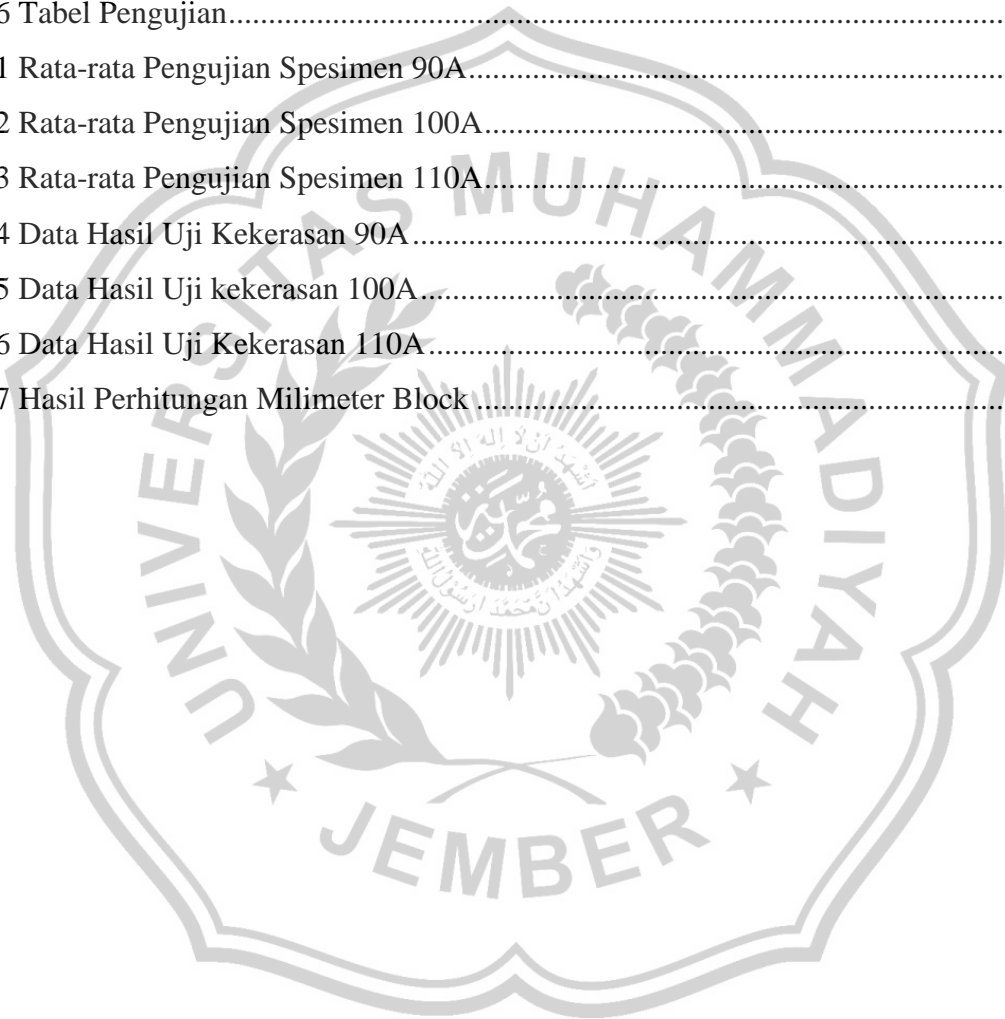 6 Tabel Pengujian
1 Rata-rata Pengujian Spesimen 90A
2 Rata-rata Pengujian Spesimen 100A
3 Rata-rata Pengujian Spesimen 110A
4 Data Hasil Uji Kekerasan 90A
5 Data Hasil Uji kekerasan 100A
6 Data Hasil Uji Kekerasan 110A
7 Hasil Perhitungan Milimeter Block
UNIVERSITAS MUHAMMADIYAH
JEMBER